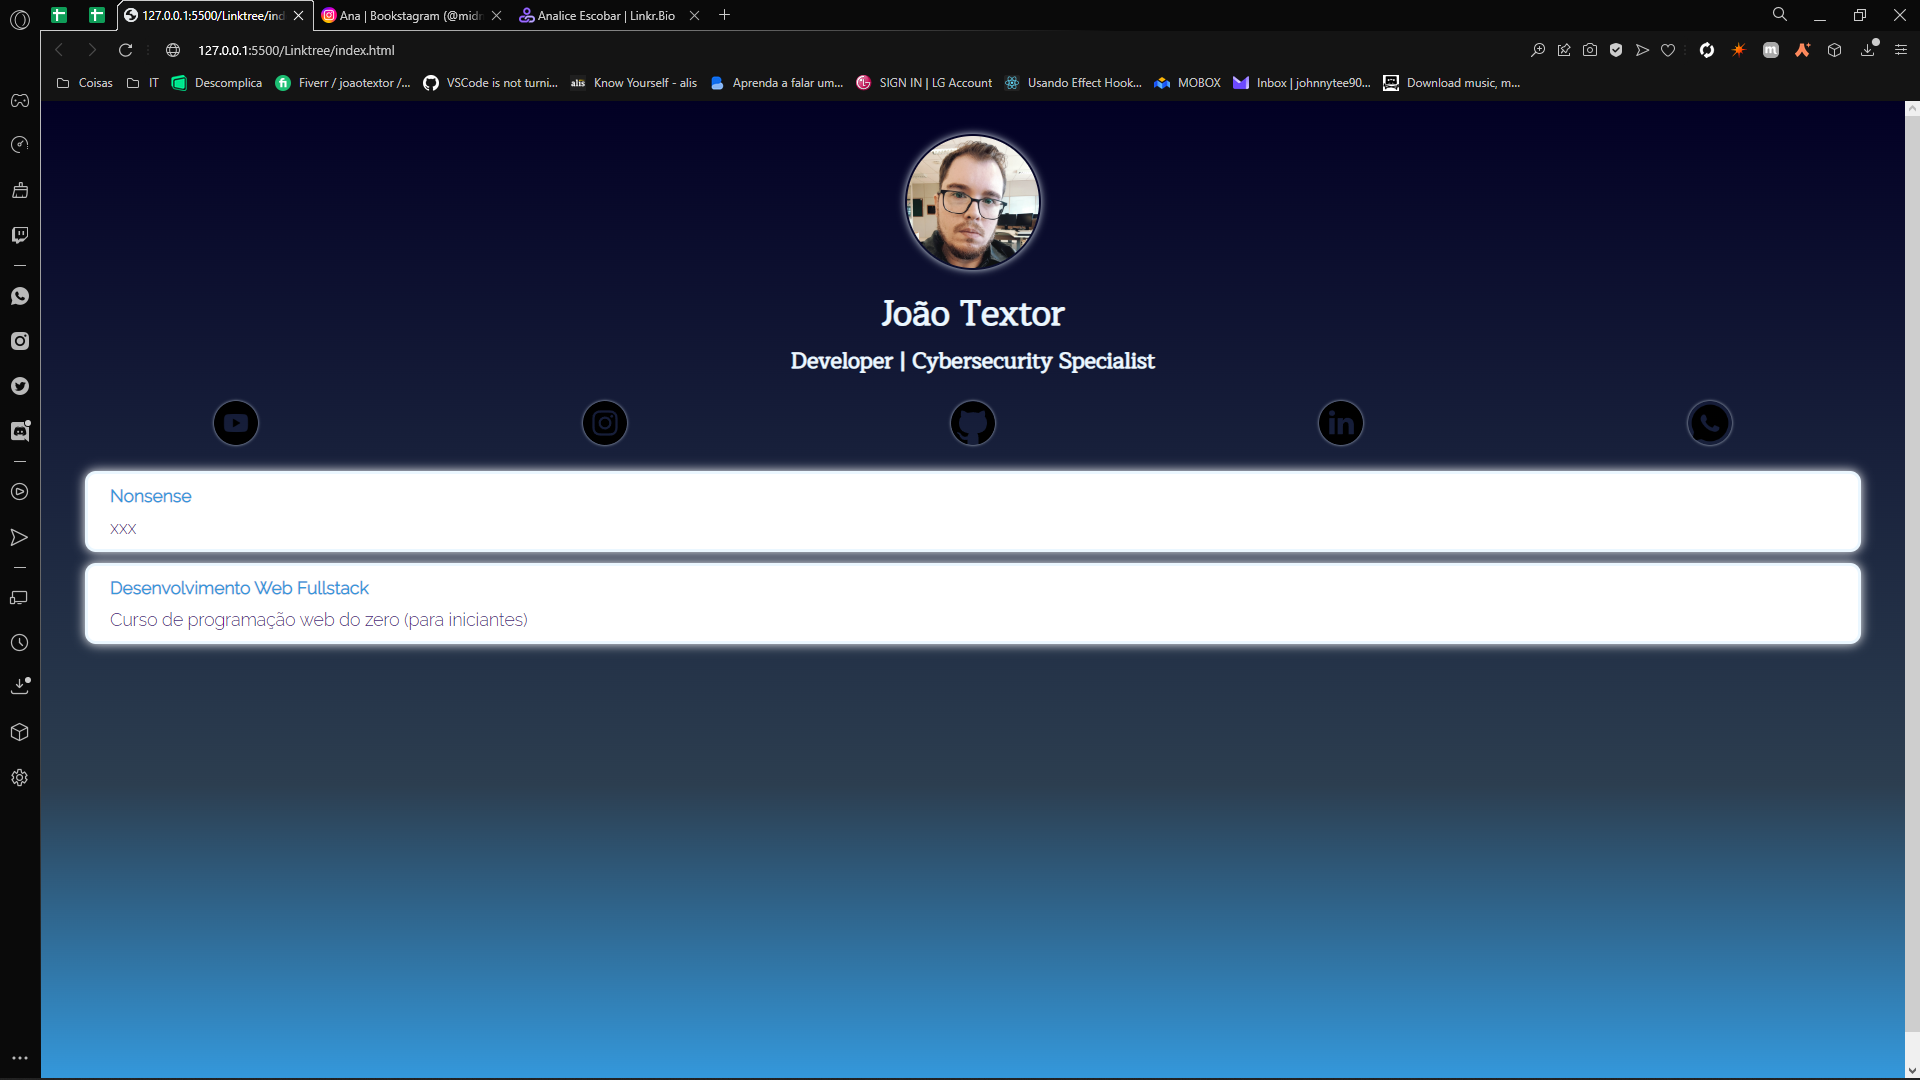 127.0.0.1:5500/Linktree/ind
Ana | Bookstagram (@midn
Analice Escobar | Linkr.Bio
127.0.0.1:5500/Linktree/index.html
Coisas
IT
Descomplica
Fiverr / joaotextor /...
VSCode is not turni...
alis
Know Yourself - alis
Aprenda a falar um...
SIGN IN | LG Account
Usando Effect Hook...
MOBOX
Inbox | johnnytee90...
Download music, m...
João Textor
Developer | Cybersecurity Specialist
in
Nonsense
xxx
Desenvolvimento Web Fullstack
Curso de programação web do zero (para iniciantes)